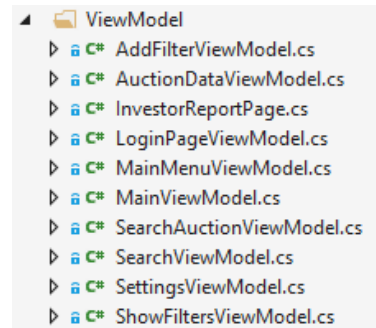 ViewModel
C# AddFilterViewModel.cs
C# AuctionDataViewModel.cs
C# InvestorReportPage.cs
C# LoginPageViewModel.cs
C# MainMenuViewModel.cs
C# MainViewModel.cs
C# SearchAuctionViewModel.cs
C# SearchViewModel.cs
C# SettingsViewModel.cs
C# ShowFiltersViewModel.cs